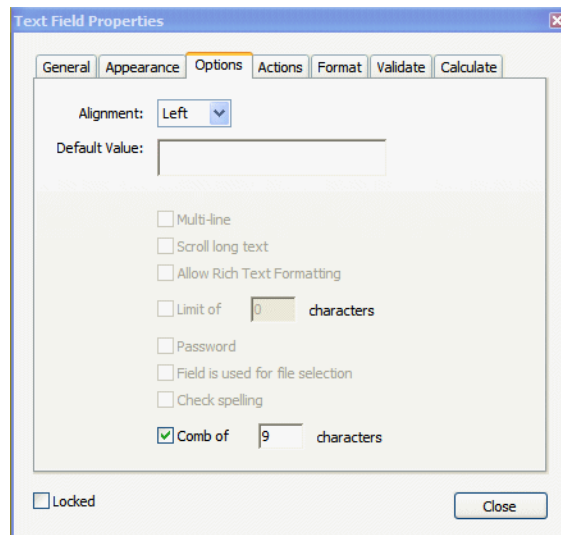 Text Field Properties
General Appearance Options Actions Format Validate Calculate
Alignment: Left
Default Value:
Multi-line
Scroll long text
Allow Rich Text Formatting
Limit of 0 characters
Password
Field is used for file selection
Check spelling
Comb of 9 characters
Locked Close